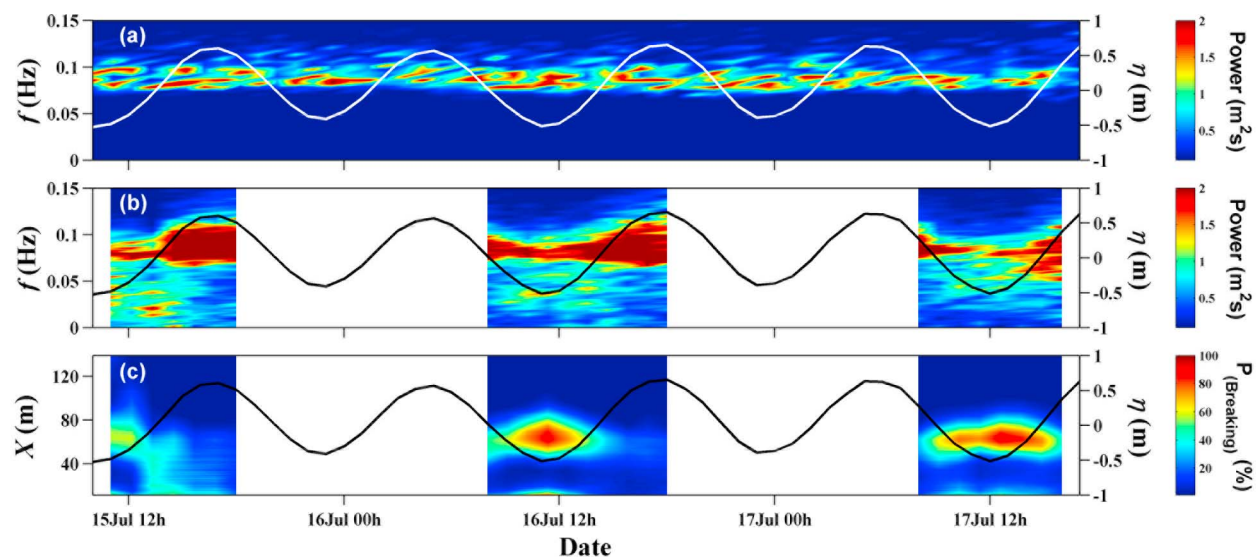 (a)
0.15
0.1
0.05
0
f (Hz)
1
0.5
0
-0.5
-1
η (m)
2
1.5
1
0.5
Power (m²s)
(b)
0.15
0.1
0.05
0
f (Hz)
1
0.5
0
-0.5
-1
η (m)
2
1.5
1
0.5
Power (m²s)
(c)
120
80
40
X (m)
1
0.5
0
-0.5
-1
η (m)
100
80
60
40
20
P(Breaking) (%)
15Jul 12h 16Jul 00h 16Jul 12h 17Jul 00h 17Jul 12h
Date